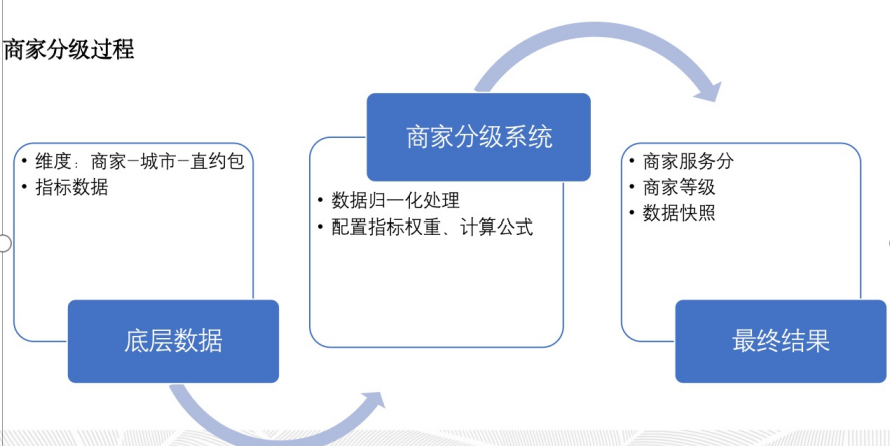 商家分级过程
• 维度：商家-城市-直约包
• 指标数据
底层数据
商家分级系统
• 数据归一化处理
• 配置指标权重、计算公式
• 商家服务分
• 商家等级
• 数据快照
最终结果